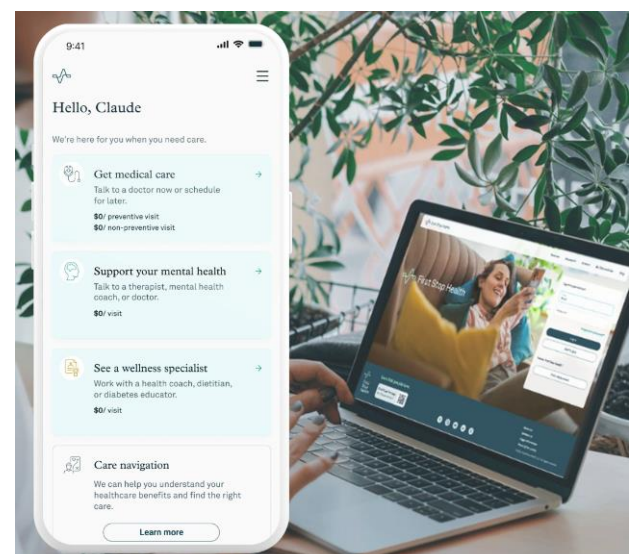 9:41
Hello, Claude
We're here for you when you need care.
Get medical care
Talk to a doctor now or schedule
for later.
$0/ preventive visit
$0/ non-preventive visit
Support your mental health
Talk to a therapist, mental health
coach, or doctor.
$0/ visit
See a wellness specialist
Work with a health coach, dietitian,
or diabetes educator.
$0/ visit
Care navigation
We can help you understand your
healthcare benefits and find the right
care.
Learn more
First Stop Health